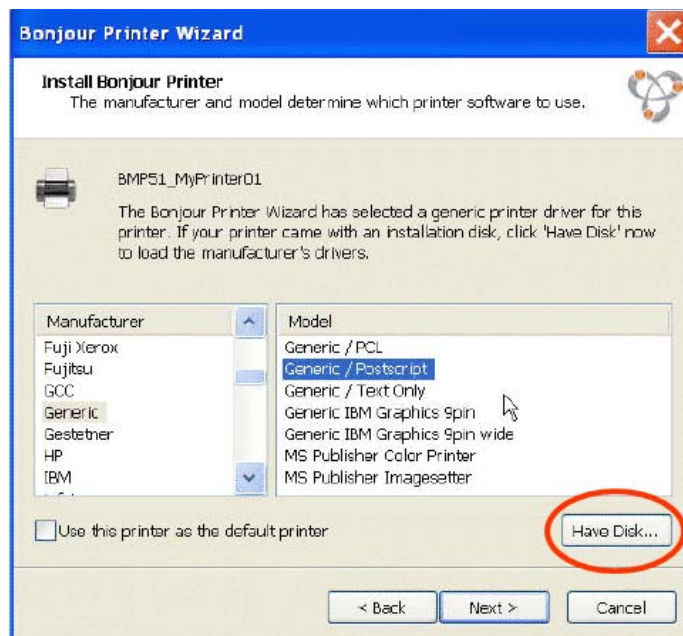 Bonjour Printer Wizard
Install Bonjour Printer
The manufacturer and model determine which printer software to use.
BMP51_MyPrinter01
The Bonjour Printer Wizard has selected a generic printer driver for this
printer. If your printer came with an installation disk, click 'Have Disk' now
to load the manufacturer's drivers.
Manufacturer
Fuji Xerox
Fujitsu
GCC
Generic
Gestetner
HP
IBM
Model
Generic / PCL
Generic / Postscript
Generic / Text Only
Generic IBM Graphics 9pin
Generic IBM Graphics 9pin wide
MS Publisher Color Printer
MS Publisher Imagesetter
Use this printer as the default printer
Have Disk...
< Back
Next >
Cancel